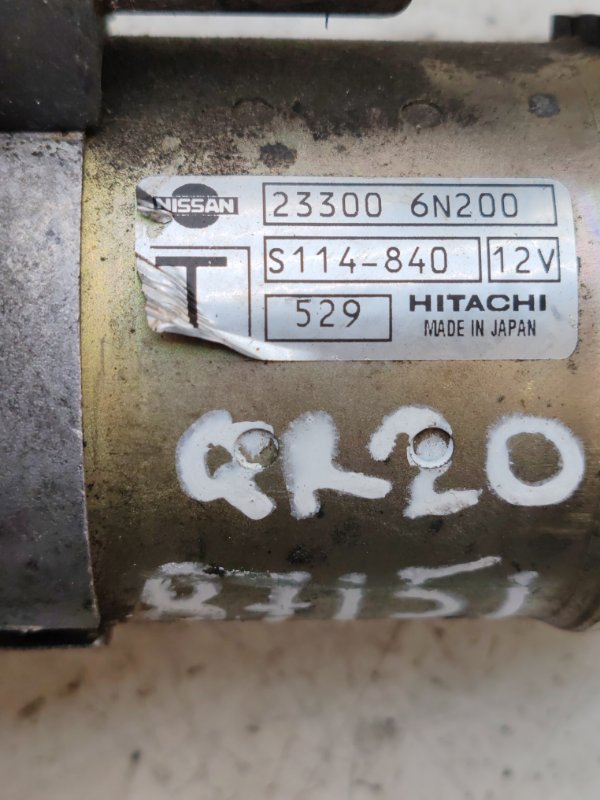 NISSAN 23300 6N200
T S114-840 12V
529 HITACHI
MADE IN JAPAN
QR20
87151